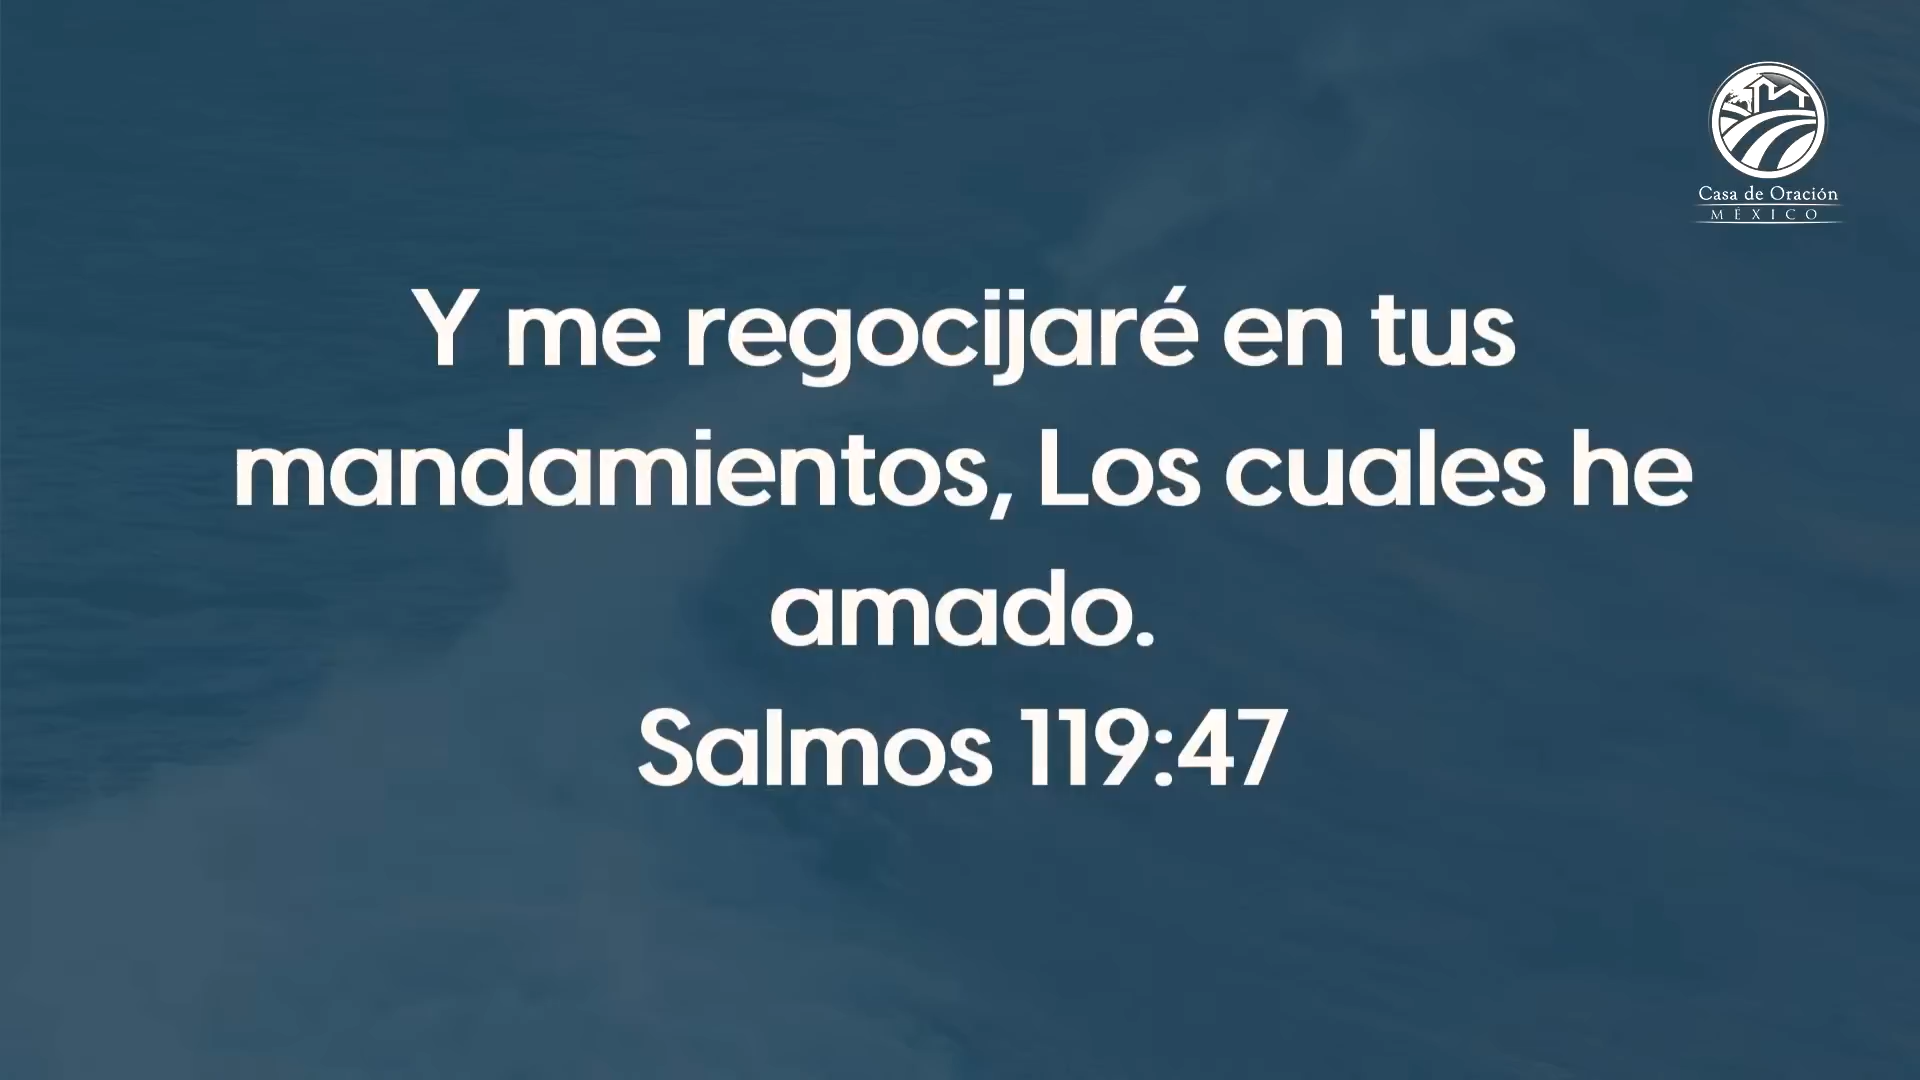 Casa de Oración
MÉXICO
Y me regocijaré en tus
mandamientos, Los cuales he
amado.
Salmos 119:47